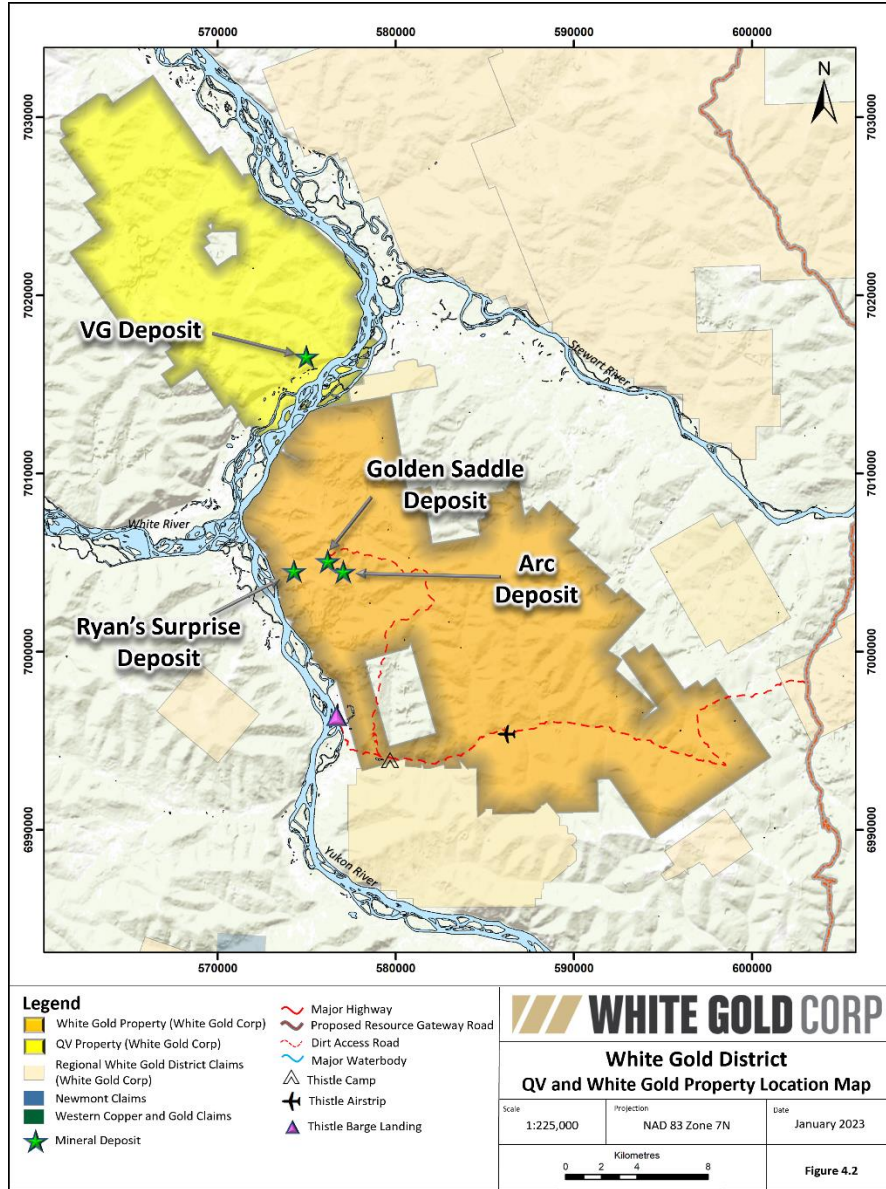 570000
580000
590000
600000
7030000
7030000
N
7020000
7020000
VG Deposit
Stewart River
7010000
7010000
Golden Saddle
Deposit
White River
Arc
Deposit
Ryan's Surprise
Deposit
7000000
7000000
6990000
6990000
Yukon River
570000
580000
590000
600000
Legend
White Gold Property (White Gold Corp)
QV Property (White Gold Corp)
Regional White Gold District Claims
(White Gold Corp)
Newmont Claims
Western Copper and Gold Claims
Mineral Deposit
Major Highway
Proposed Resource Gateway Road
Dirt Access Road
Major Waterbody
Thistle Camp
Thistle Airstrip
Thistle Barge Landing
WHITE GOLD CORP
White Gold District
QV and White Gold Property Location Map
Scale
1:225,000
Projection
NAD 83 Zone 7N
Date
January 2023
Kilometres
0 2 4 8
Figure 4.2